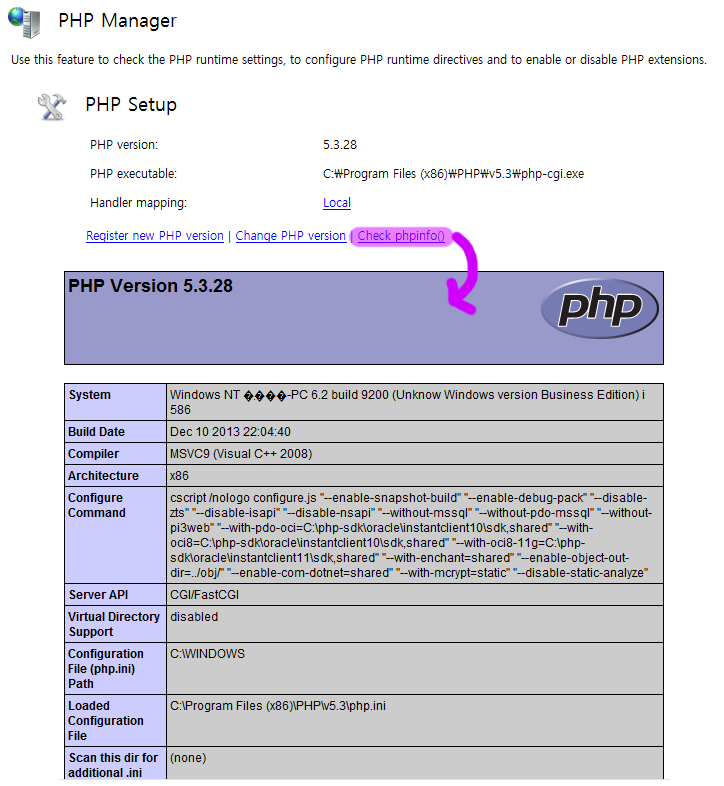 PHP Manager
Use this feature to check the PHP runtime settings, to configure PHP runtime directives and to enable or disable PHP extensions.
PHP Setup
PHP version: 5.3.28
PHP executable: C:₩Program Files (x86)₩PHP₩v5.3₩php-cgi.exe
Handler mapping: Local
Register new PHP version | Change PHP version | Check phpinfo()
PHP Version 5.3.28
php
System Windows NT �.���-PC 6.2 build 9200 (Unknow Windows version Business Edition) i
586
Build Date Dec 10 2013 22:04:40
Compiler MSVC9 (Visual C++ 2008)
Architecture x86
Configure cscript /nologo configure.js "--enable-snapshot-build" "--enable-debug-pack" "--disable-
Command zts" "--disable-isapi" "--disable-nsapi" "--without-mssql" "--without-pdo-mssql" "--without-
pi3web" "--with-pdo-oci=C:\php-sdk\oracle\instantclient10\sdk,shared" "--with-
oci8=C:\php-sdk\oracle\instantclient10\sdk,shared" "--with-oci8-11g=C:\php-
sdk\oracle\instantclient11\sdk,shared" "--with-enchant=shared" "--enable-object-out-
dir=../obj/" "--enable-com-dotnet=shared" "--with-mcrypt=static" "--disable-static-analyze"
Server API CGI/FastCGI
Virtual Directory disabled
Support
Configuration C:\WINDOWS
File (php.ini)
Path
Loaded C:\Program Files (x86)\PHP\v5.3\php.ini
Configuration
File
Scan this dir for (none)
additional .ini